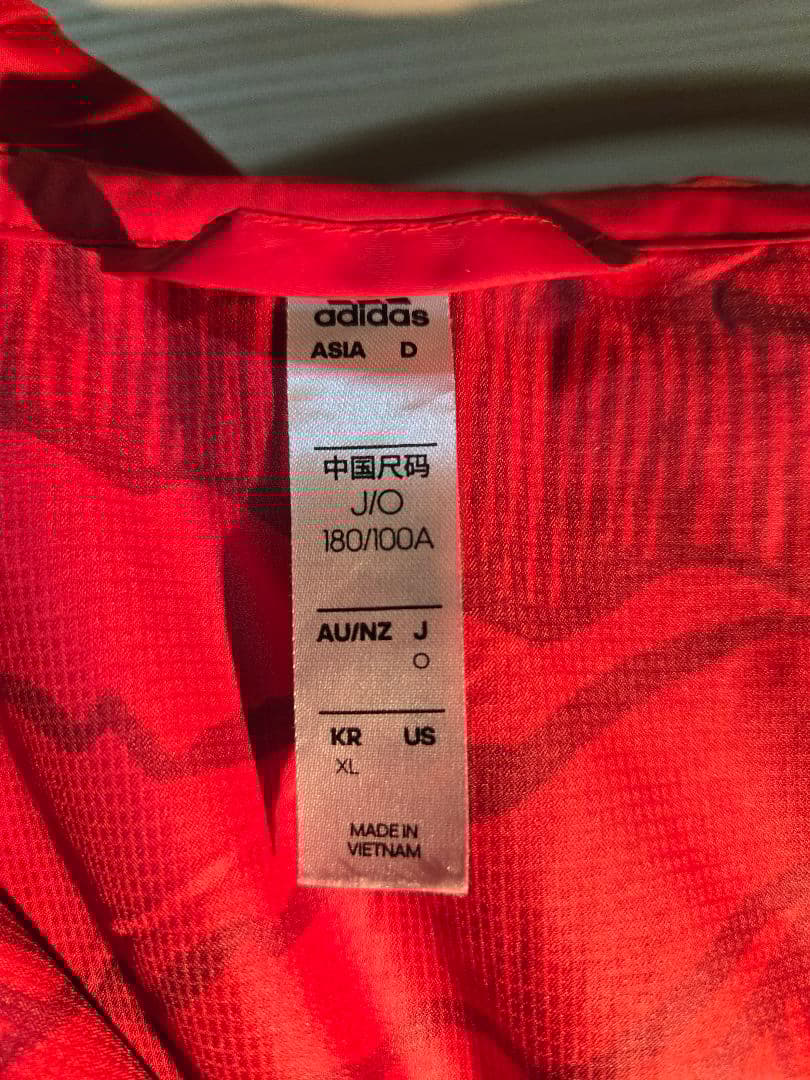 adidas
ASIA D
中国尺码
J/O
180/100A
AU/NZ J
O
KR US
XL
MADE IN
VIETNAM